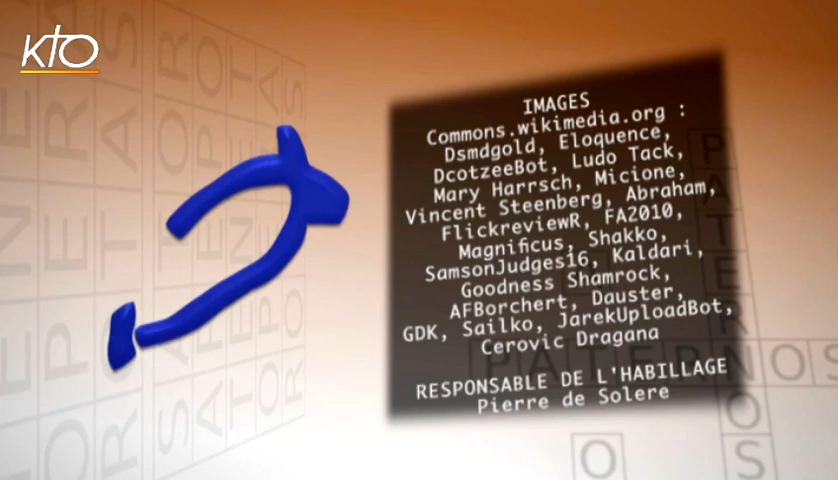 kto
IMAGES
Commons.wikimedia.org :
Dsmdgold, Eloquence,
DcotzeeBot, Ludo Tack,
Mary Harrsch, Micione,
Vincent Steenberg, Abraham,
FlickreviewR, FA2010,
Magnificus, Shakko,
SamsonJudges16, Kaldari,
Goodness Shamrock,
AFBorchert, Dauster,
GDK, Sailko, JarekUploadBot,
Cerovic Dragana
RESPONSABLE DE L'HABILLAGE
Pierre de Solere
PATERNOS
O